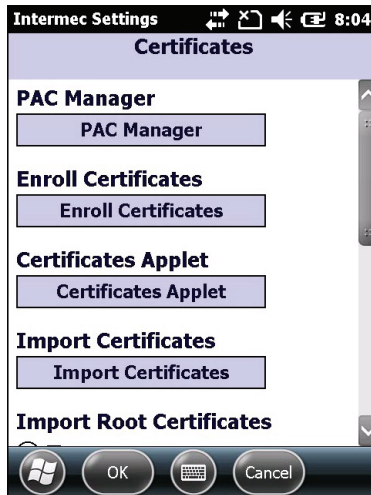 Intermec Settings 8:04
Certificates
PAC Manager
PAC Manager
Enroll Certificates
Enroll Certificates
Certificates Applet
Certificates Applet
Import Certificates
Import Certificates
Import Root Certificates
OK Cancel